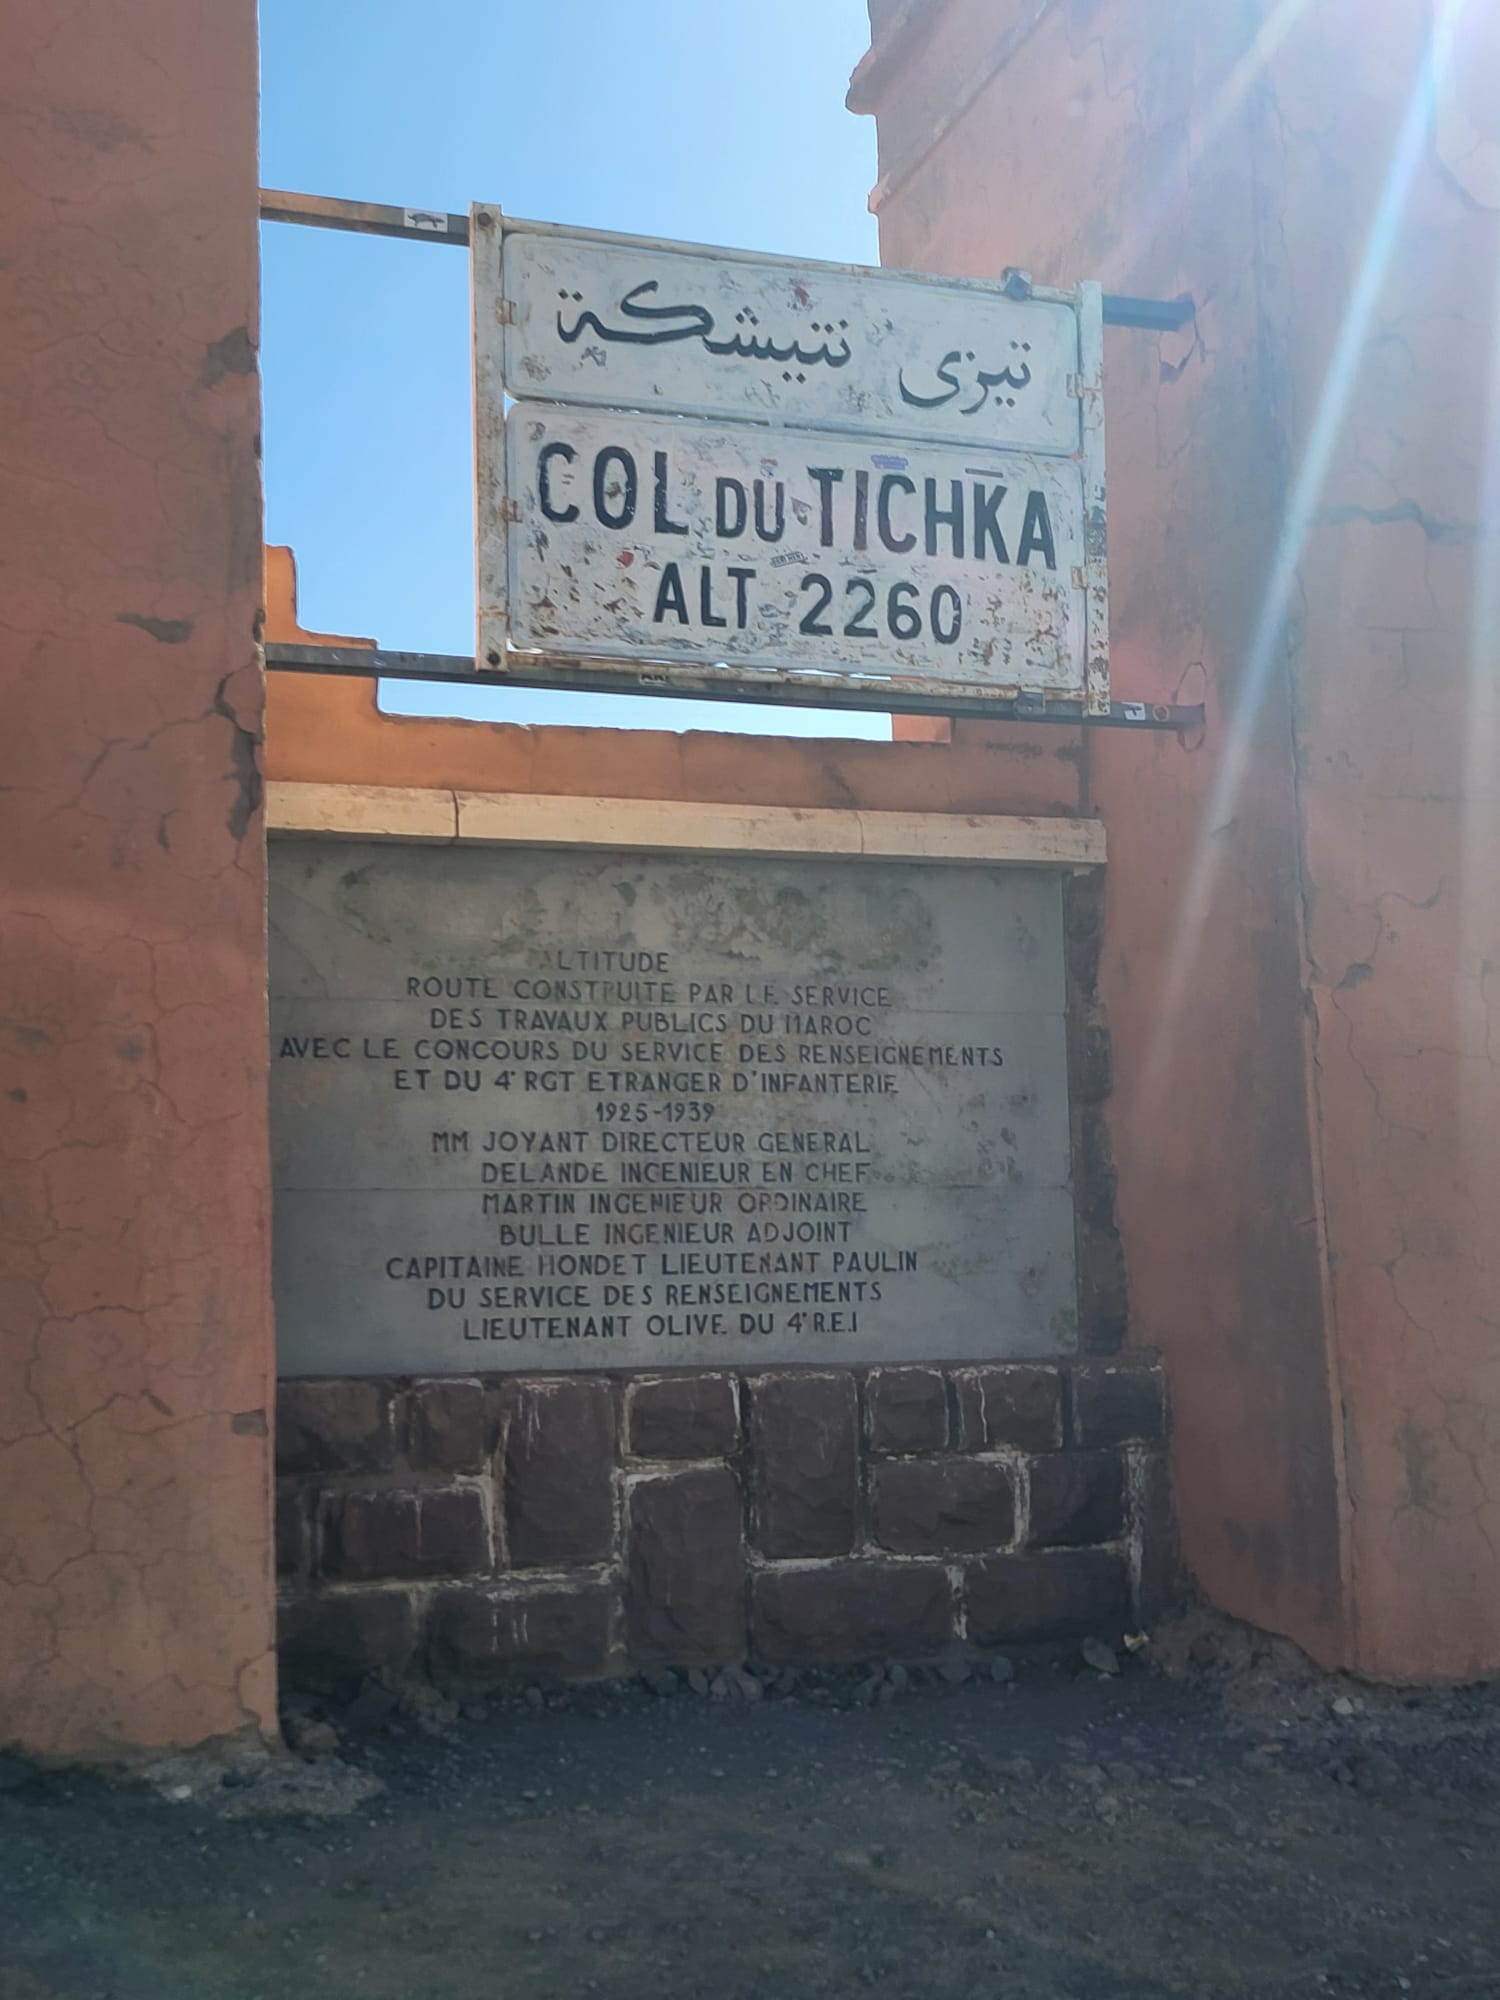 تيزي نتيشكة
COL DU TICHKA
ALT 2260
ALTITUDE
ROUTE CONSTRUITE PAR LE SERVICE
DES TRAVAUX PUBLICS DU MAROC
AVEC LE CONCOURS DU SERVICE DES RENSEIGNEMENTS
ET DU 4° RGT ETRANGER D'INFANTERIE
1925-1939
MM JOYANT DIRECTEUR GENERAL
DELANDE INGENIEUR EN CHEF
MARTIN INGENIEUR ORDINAIRE
BULLE INGENIEUR ADJOINT
CAPITAINE HONDET LIEUTENANT PAULIN
DU SERVICE DES RENSEIGNEMENTS
LIEUTENANT OLIVE DU 4° R.E.I